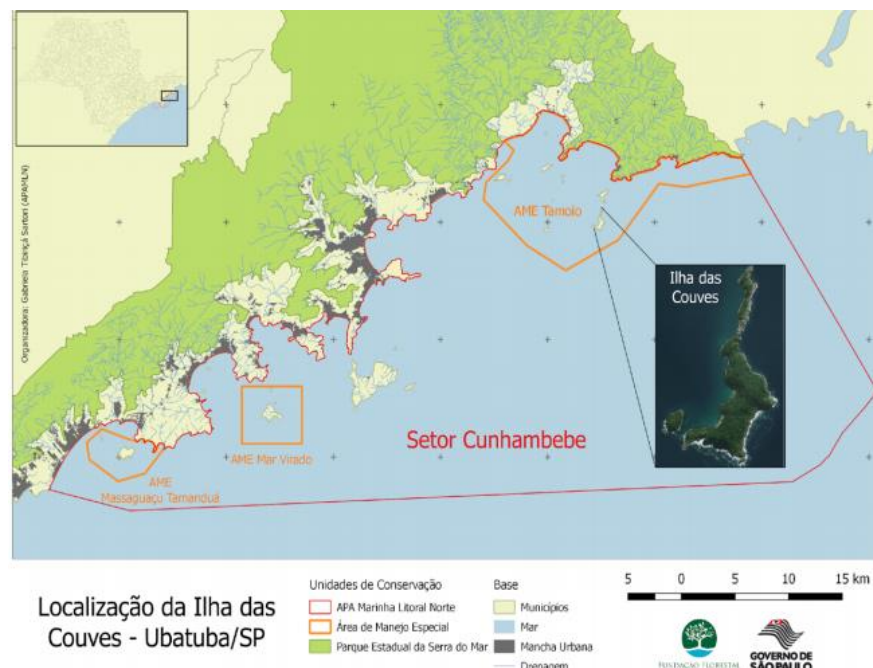 Organizadora: Gabriela Tibiriçá Sartori (APAMLN)
AME Tamoio
Ilha das
Couves
Setor Cunhambebe
AME Mar Virado
AME
Massaguaçu Tamanduá
Localização da Ilha das
Couves - Ubatuba/SP
Unidades de Conservação
APA Marinha Litoral Norte
Área de Manejo Especial
Parque Estadual da Serra do Mar
Base
Municípios
Mar
Mancha Urbana
Drenagem
5 0 5 10 15 km
FUNDAÇÃO FLORESTAL
GOVERNO DE
SÃO PAULO